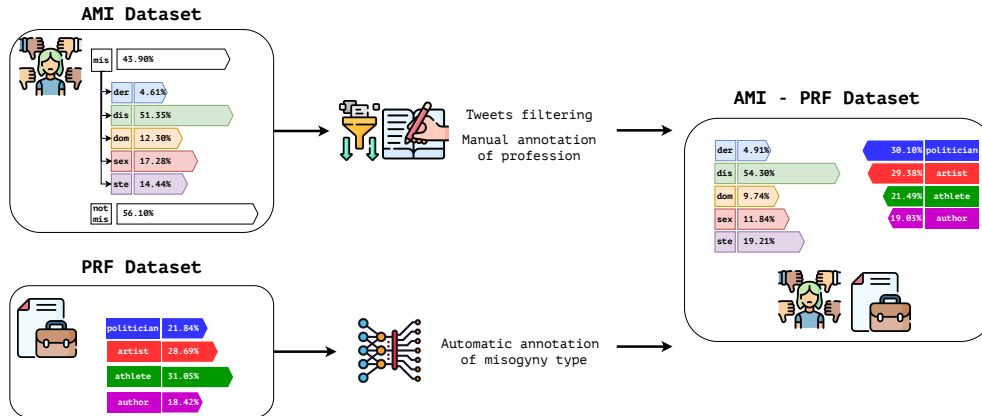 AMI Dataset
mis 43.90%
der 4.61%
dis 51.35%
dom 12.30%
sex 17.28%
ste 14.44%
not
mis 56.10%
Tweets filtering
Manual annotation
of profession
PRF Dataset
politician 21.84%
artist 28.69%
athlete 31.05%
author 18.42%
Automatic annotation
of misogyny type
AMI - PRF Dataset
der 4.91%
dis 54.30%
dom 9.74%
sex 11.84%
ste 19.21%
30.10% politician
29.38% artist
21.49% athlete
19.03% author